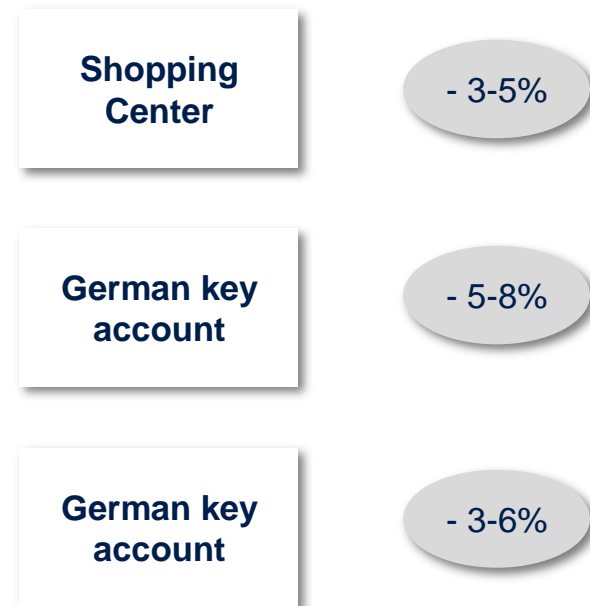 Shopping
Center
- 3-5%
German key
account
- 5-8%
German key
account
- 3-6%